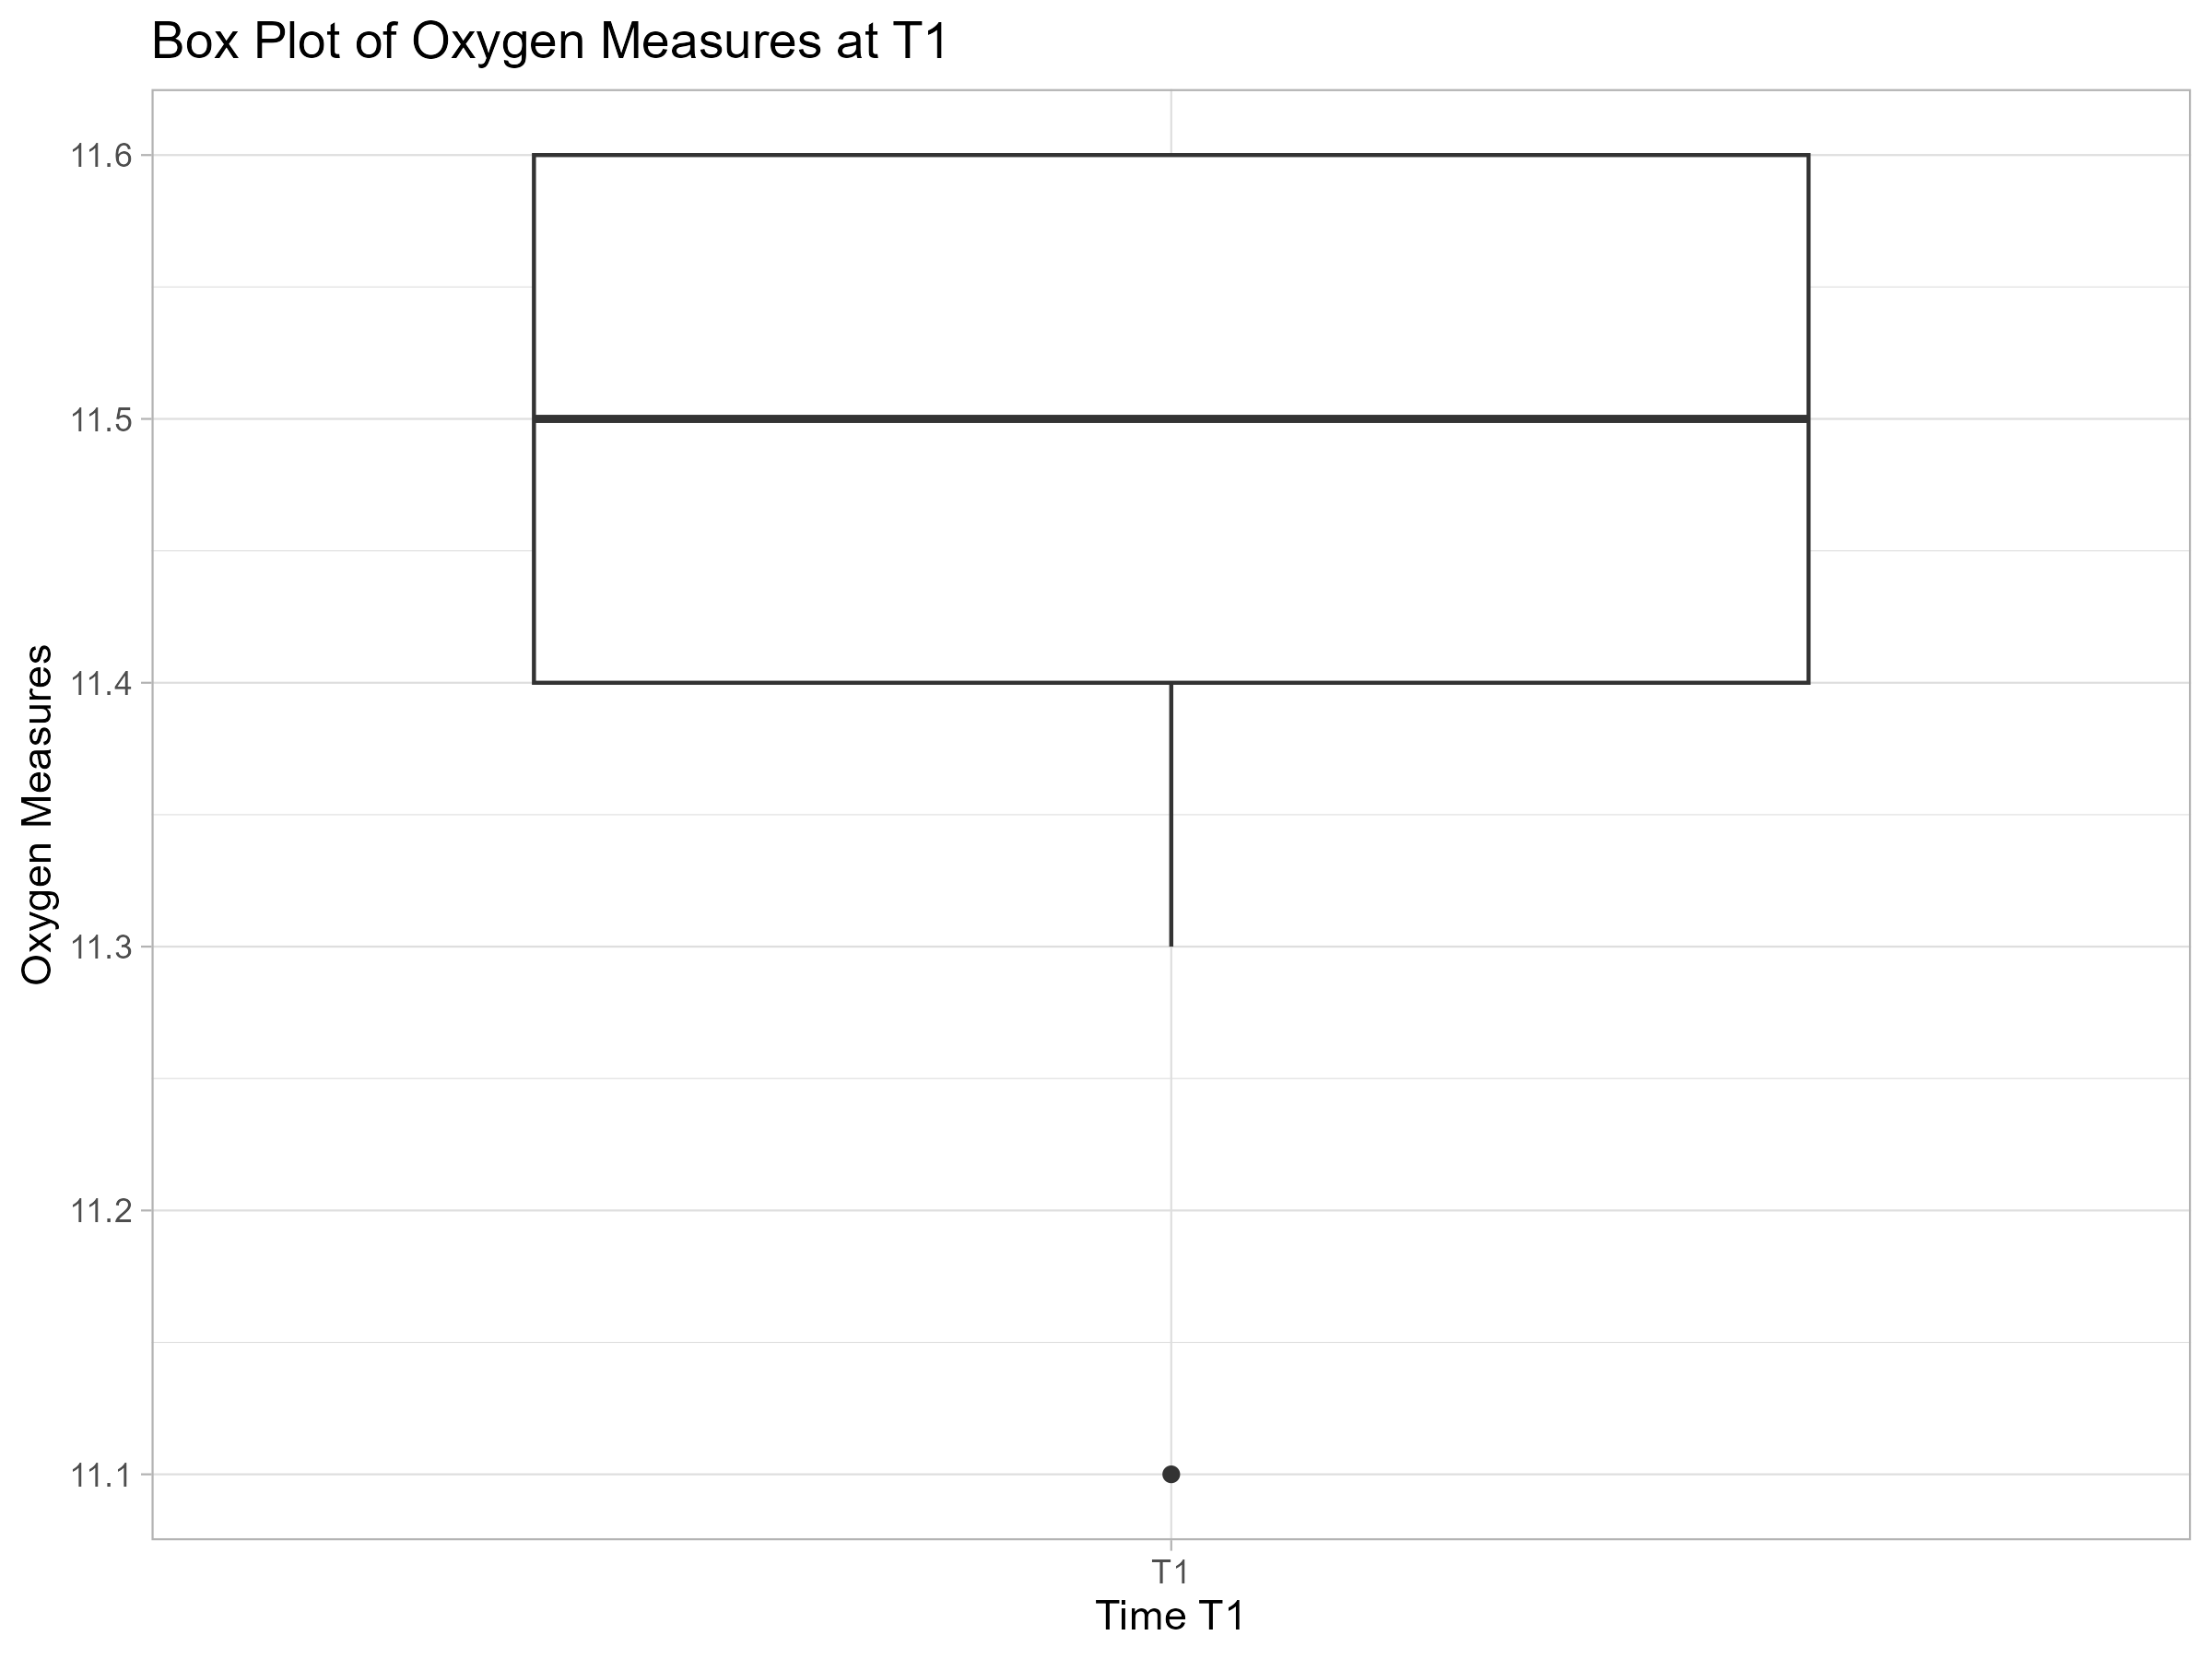 Box Plot of Oxygen Measures at T1
Oxygen Measures
11.6
11.5
11.4
11.3
11.2
11.1
T1
Time T1